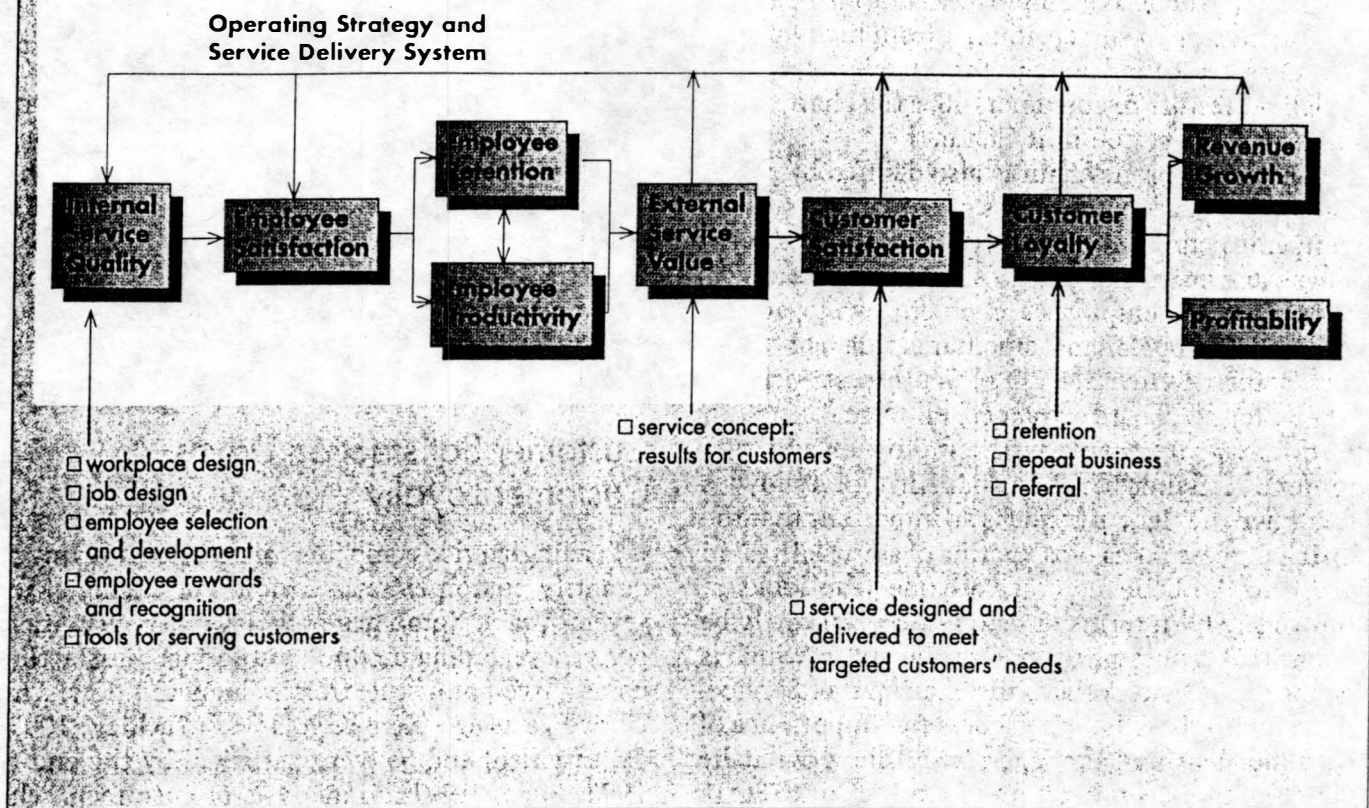 Operating Strategy and
Service Delivery System
Internal
Service
Quality
Employee
Satisfaction
Employee
Retention
Employee
Productivity
External
Service
Value
Customer
Satisfaction
Customer
Loyalty
Revenue
Growth
Profitablity
□ workplace design
□ job design
□ employee selection
and development
□ employee rewards
and recognition
□ tools for serving customers
□ service concept:
results for customers
□ service designed and
delivered to meet
targeted customers' needs
□ retention
□ repeat business
□ referral